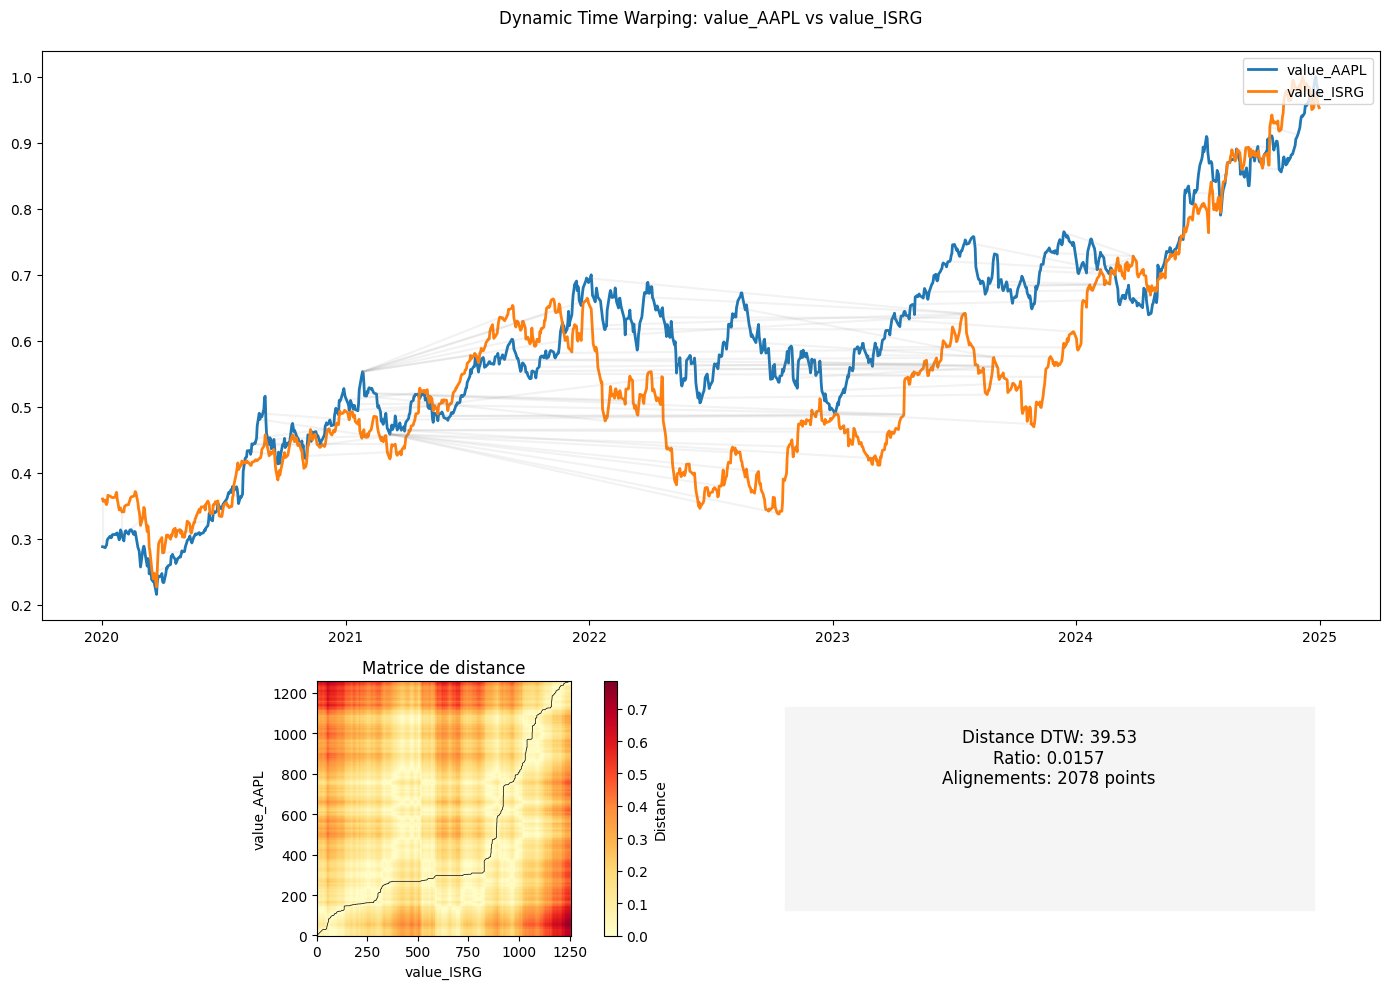 Dynamic Time Warping: value_AAPL vs value_ISRG
1.0
0.9
0.8
0.7
0.6
0.5
0.4
0.3
0.2
value_AAPL
value_ISRG
2020 2021 2022 2023 2024 2025
Matrice de distance
1200
1000
800
600
400
200
0
value_AAPL
0 250 500 750 1000 1250
value_ISRG
0.7
0.6
0.5
0.4
0.3
0.2
0.1
0.0
Distance
Distance DTW: 39.53
Ratio: 0.0157
Alignements: 2078 points